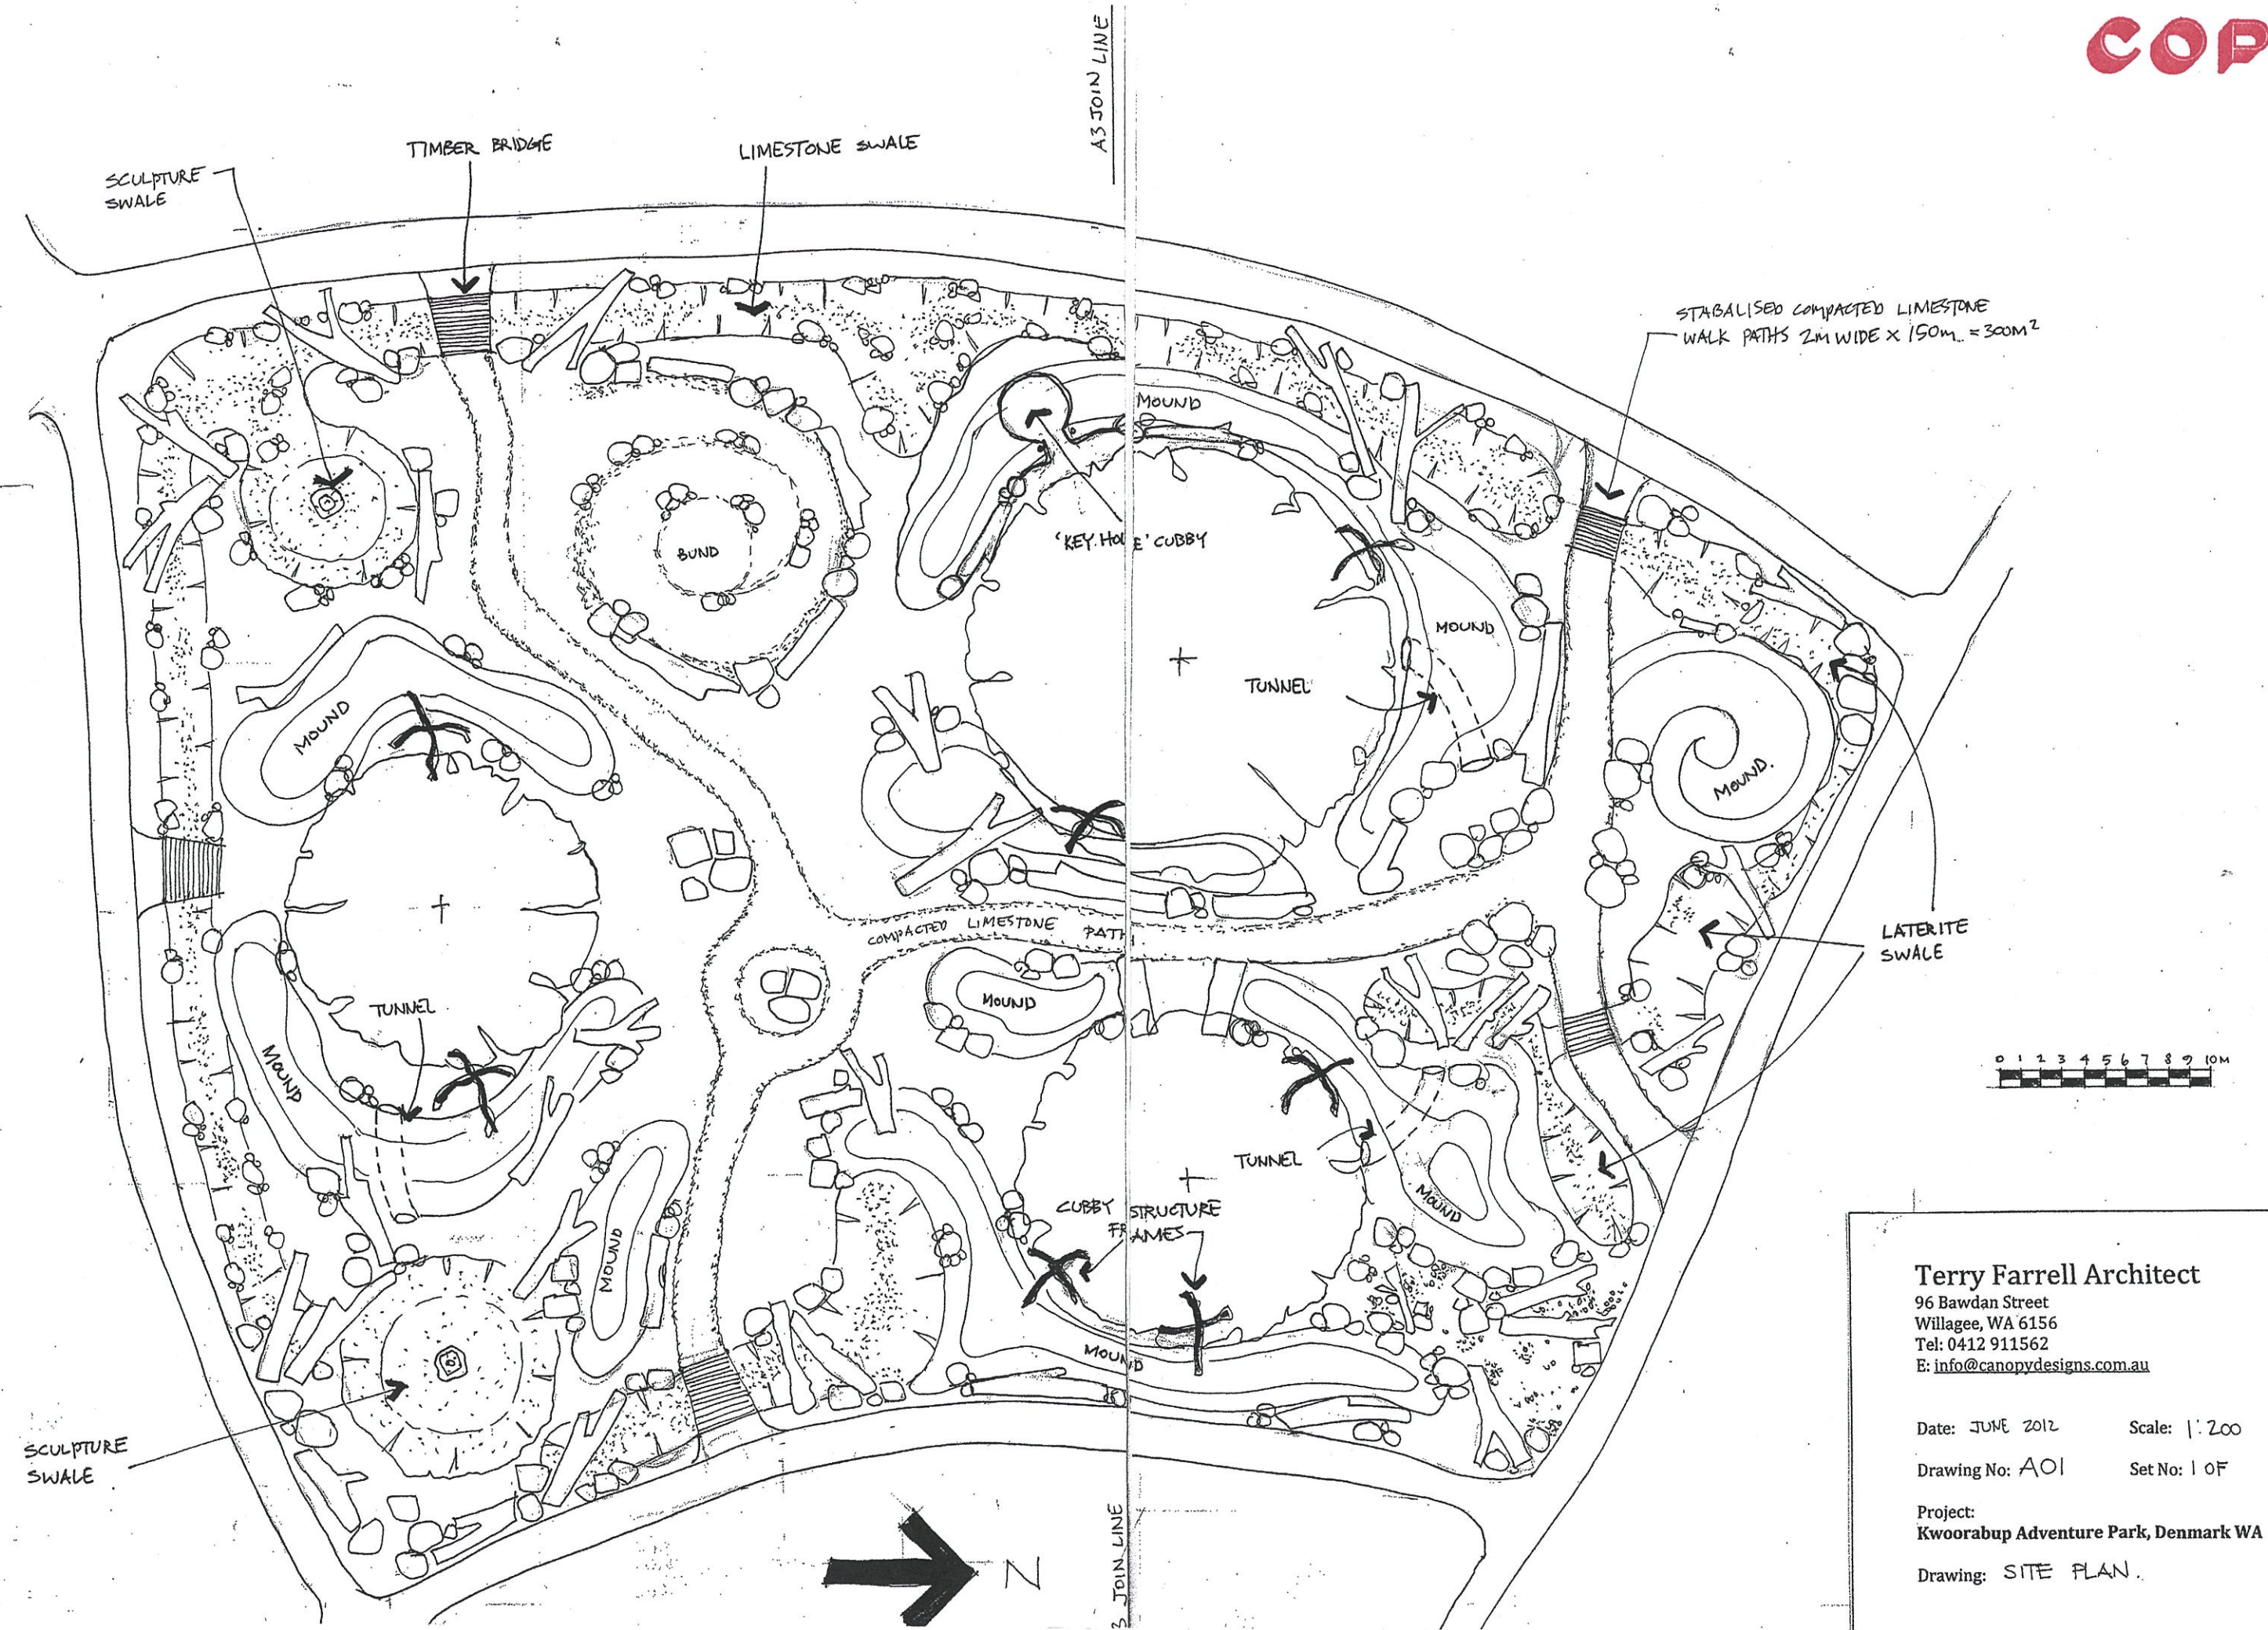 COP
A3 JOIN LINE
TIMBER BRIDGE
LIMESTONE SWALE
SCULPTURE
SWALE
STABALISED COMPACTED LIMESTONE
WALK PATHS 2M WIDE X 150M = 300M²
MOUND
'KEY HOLE' CUBBY
BUND
MOUND
TUNNEL
MOUND
MOUND.
COMPACTED LIMESTONE PATH
LATERITE
SWALE
TUNNEL
MOUND
MOUND
0 1 2 3 4 5 6 7 8 9 10M
TUNNEL
MOUND
CUBBY STRUCTURE
FRAMES
MOUND
MOUND
SCULPTURE
SWALE
N
3 JOIN LINE
Terry Farrell Architect
96 Bawdan Street
Willagee, WA 6156
Tel: 0412 911562
E: info@canopydesigns.com.au
Date: JUNE 2012 Scale: 1:200
Drawing No: A01 Set No: 1 OF
Project:
Kwoorabup Adventure Park, Denmark WA
Drawing: SITE PLAN.